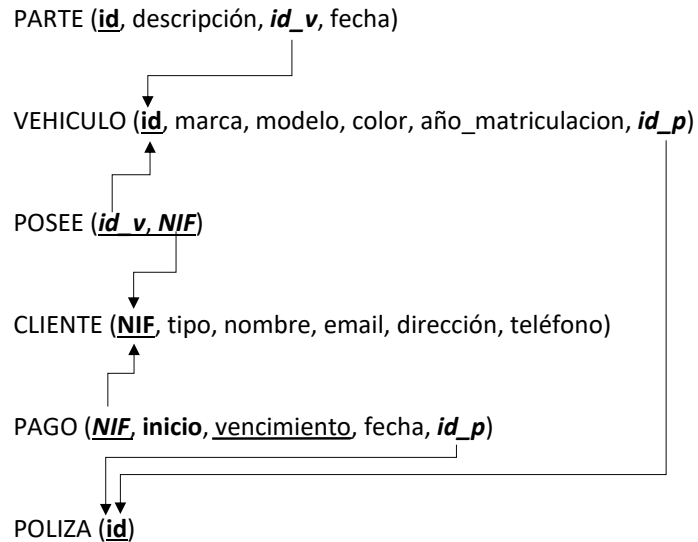 PARTE (id, descripción, id_v, fecha)
VEHICULO (id, marca, modelo, color, año_matriculacion, id_p)
POSEE (id_v, NIF)
CLIENTE (NIF, tipo, nombre, email, dirección, teléfono)
PAGO (NIF, inicio, vencimiento, fecha, id_p)
POLIZA (id)